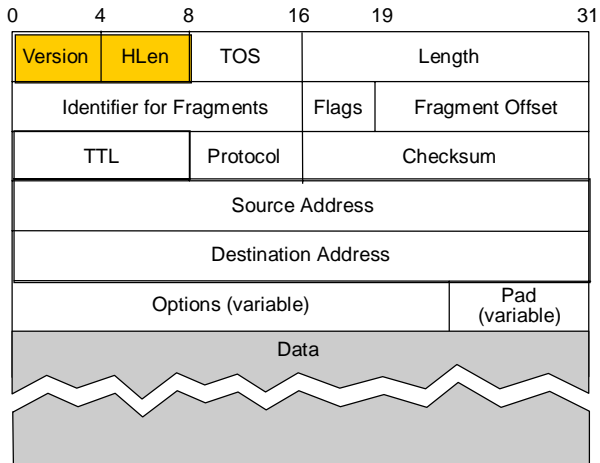 0 4 8 16 19 31
Version HLen TOS Length
Identifier for Fragments Flags Fragment Offset
TTL Protocol Checksum
Source Address
Destination Address
Options (variable) Pad
(variable)
Data